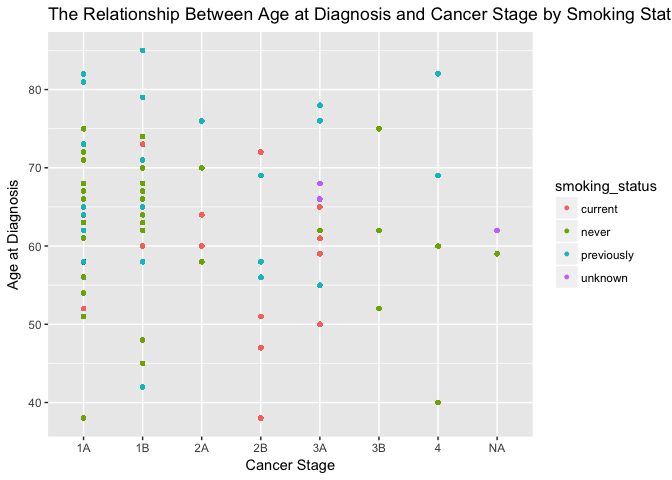 The Relationship Between Age at Diagnosis and Cancer Stage by Smoking Stat
80
70
60
50
40
Age at Diagnosis
1A 1B 2A 2B 3A 3B 4 NA
Cancer Stage
smoking_status
current
never
previously
unknown